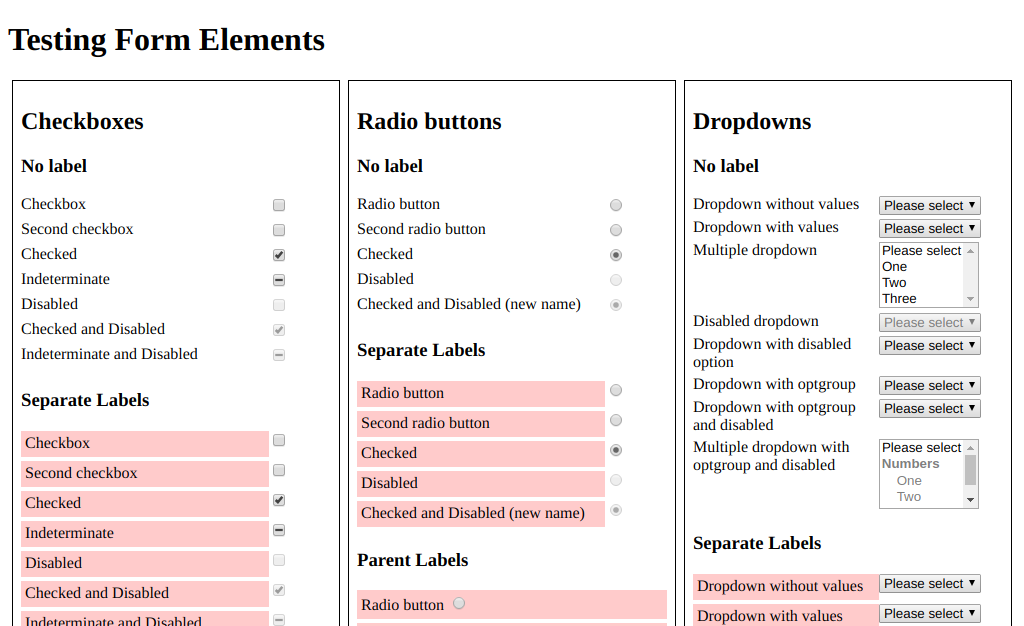 Testing Form Elements
Checkboxes
No label
Checkbox
Second checkbox
Checked
Indeterminate
Disabled
Checked and Disabled
Indeterminate and Disabled
Separate Labels
Checkbox
Second checkbox
Checked
Indeterminate
Disabled
Checked and Disabled
Indeterminate and Disabled
Radio buttons
No label
Radio button
Second radio button
Checked
Disabled
Checked and Disabled (new name)
Separate Labels
Radio button
Second radio button
Checked
Disabled
Checked and Disabled (new name)
Parent Labels
Radio button
Dropdowns
No label
Dropdown without values Please select
Dropdown with values Please select
Multiple dropdown Please select
One
Two
Three
Disabled dropdown Please select
Dropdown with disabled Please select
option
Dropdown with optgroup Please select
Dropdown with optgroup Please select
and disabled
Multiple dropdown with Please select
optgroup and disabled Numbers
One
Two
Separate Labels
Dropdown without values Please select
Dropdown with values Please select